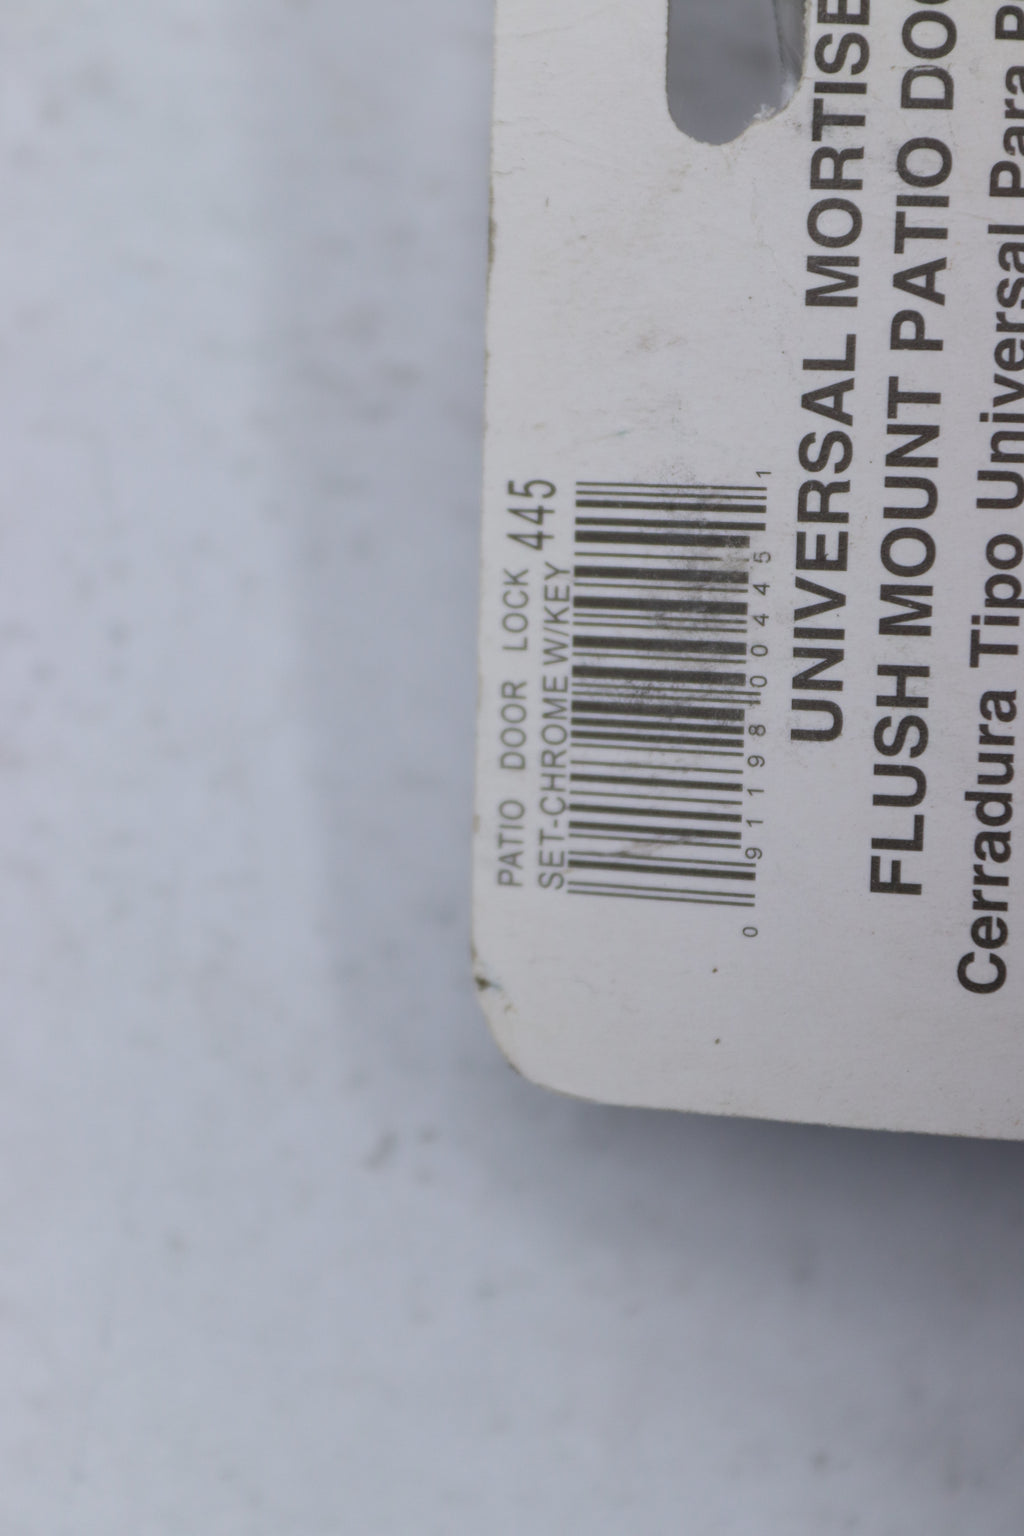 PATIO DOOR LOCK 445
SET-CHROME W/KEY
0 91198 00445 1
UNIVERSAL MORTISE
FLUSH MOUNT PATIO
Cerradura Tipo Universal Para